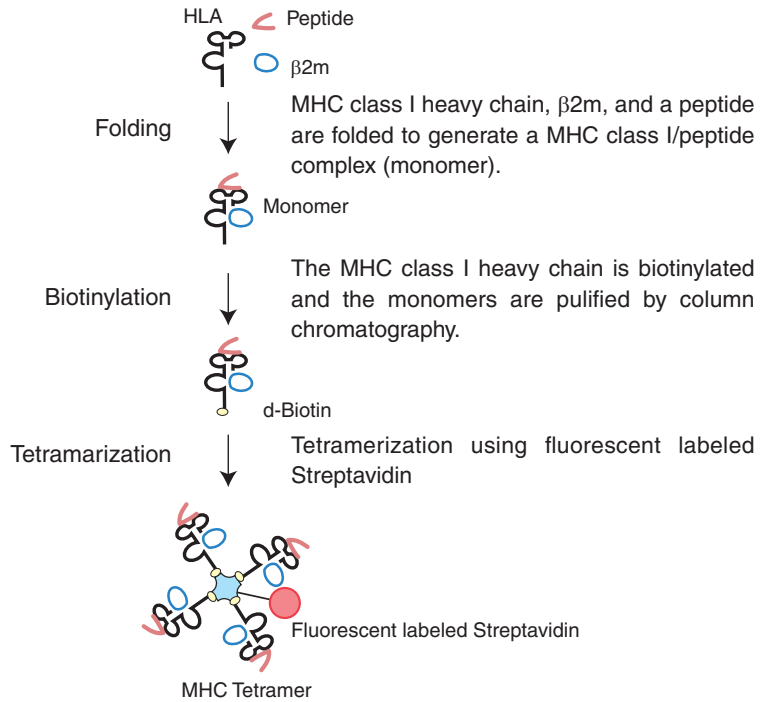 HLA
Peptide
β2m
Folding
MHC class I heavy chain, β2m, and a peptide
are folded to generate a MHC class I/peptide
complex (monomer).
Monomer
Biotinylation
The MHC class I heavy chain is biotinylated
and the monomers are pulified by column
chromatography.
d-Biotin
Tetramarization
Tetramerization using fluorescent labeled
Streptavidin
Fluorescent labeled Streptavidin
MHC Tetramer